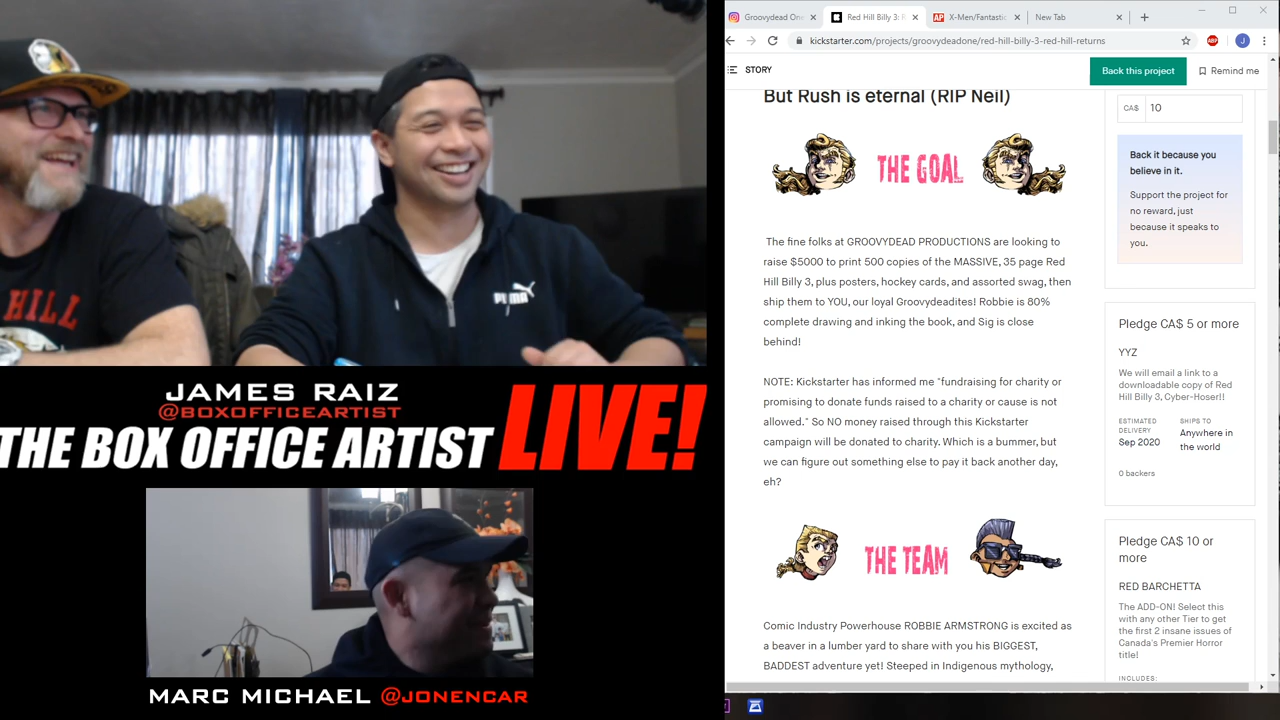 HILL
PUMA
JAMES RAIZ
@BOXOFFICEARTIST
THE BOX OFFICE ARTIST LIVE!
MARC MICHAEL @JONENCAR
Groovydead One
Red Hill Billy 3: R
X-Men/Fantastic
New Tab
kickstarter.com/projects/groovydeadone/red-hill-billy-3-red-hill-returns
ABP
J
STORY
Back this project
Remind me
But Rush is eternal (RIP Neil)
THE GOAL
The fine folks at GROOVYDEAD PRODUCTIONS are looking to
raise $5000 to print 500 copies of the MASSIVE, 35 page Red
Hill Billy 3, plus posters, hockey cards, and assorted swag, then
ship them to YOU, our loyal Groovydeadites! Robbie is 80%
complete drawing and inking the book, and Sig is close
behind!
NOTE: Kickstarter has informed me "fundraising for charity or
promising to donate funds raised to a charity or cause is not
allowed." So NO money raised through this Kickstarter
campaign will be donated to charity. Which is a bummer, but
we can figure out something else to pay it back another day,
eh?
THE TEAM
Comic Industry Powerhouse ROBBIE ARMSTRONG is excited as
a beaver in a lumber yard to share with you his BIGGEST,
BADDEST adventure yet! Steeped in Indigenous mythology,
CA$ 10
Back it because you
believe in it.
Support the project for
no reward, just
because it speaks to
you.
Pledge CA$ 5 or more
YYZ
We will email a link to a
downloadable copy of Red
Hill Billy 3, Cyber-Hoser!!
ESTIMATED
DELIVERY
Sep 2020
SHIPS TO
Anywhere in
the world
0 backers
Pledge CA$ 10 or
more
RED BARCHETTA
The ADD-ON! Select this
with any other Tier to get
the first 2 insane issues of
Canada's Premier Horror
title!
INCLUDES: